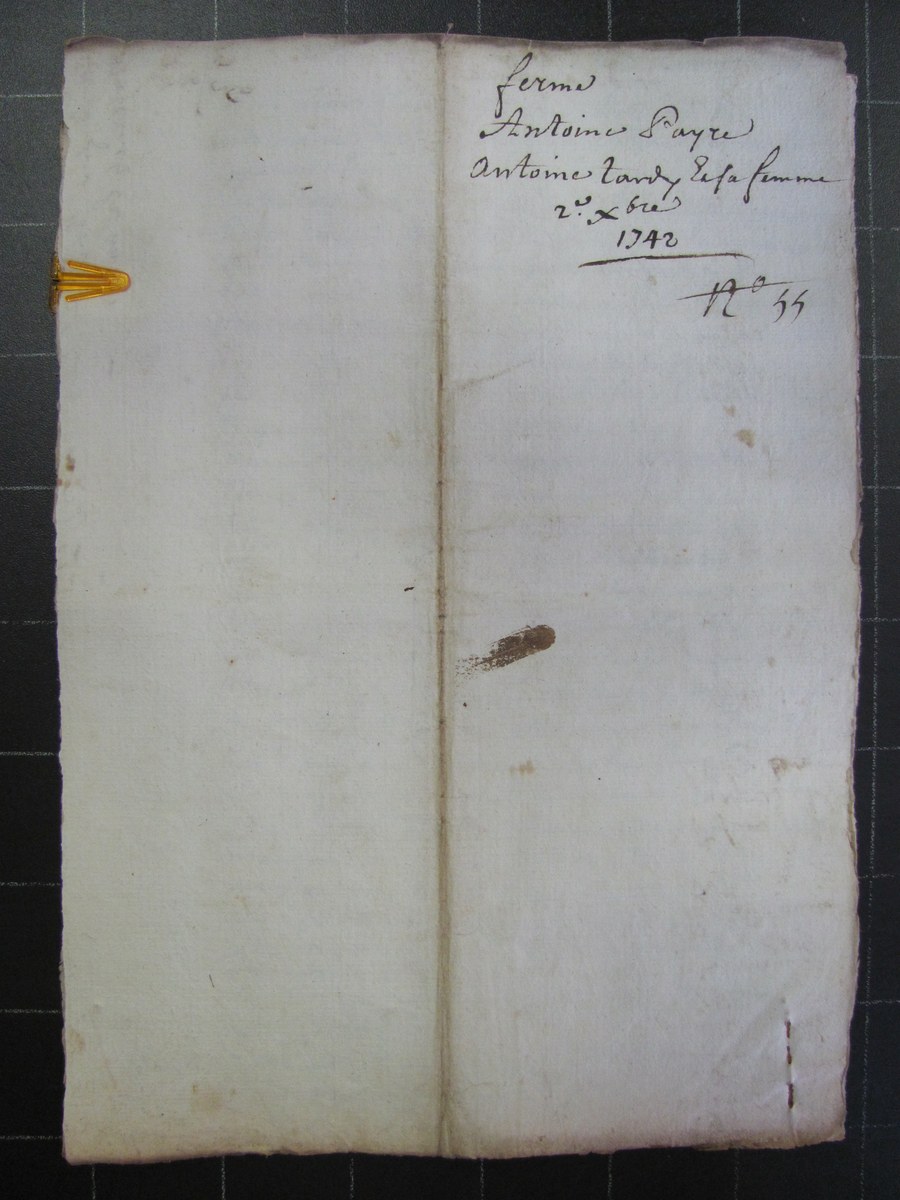 ferme
Antoine Payre
Antoine tardy Et sa femme
2e xbre
1742
No 55